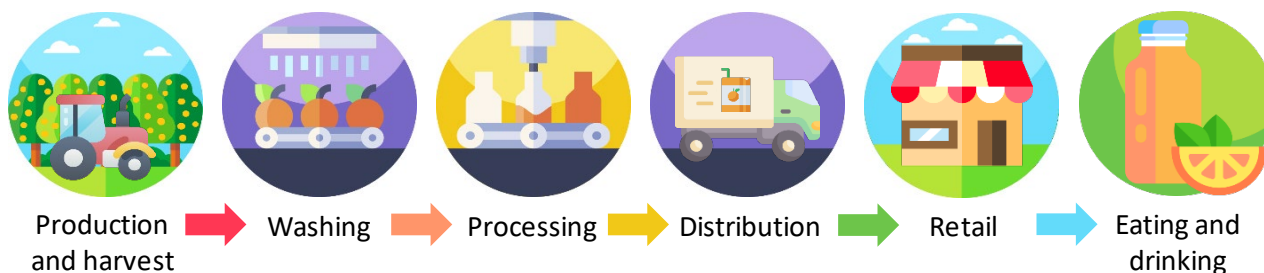 Production
and harvest
Washing
Processing
Distribution
Retail
Eating and
drinking